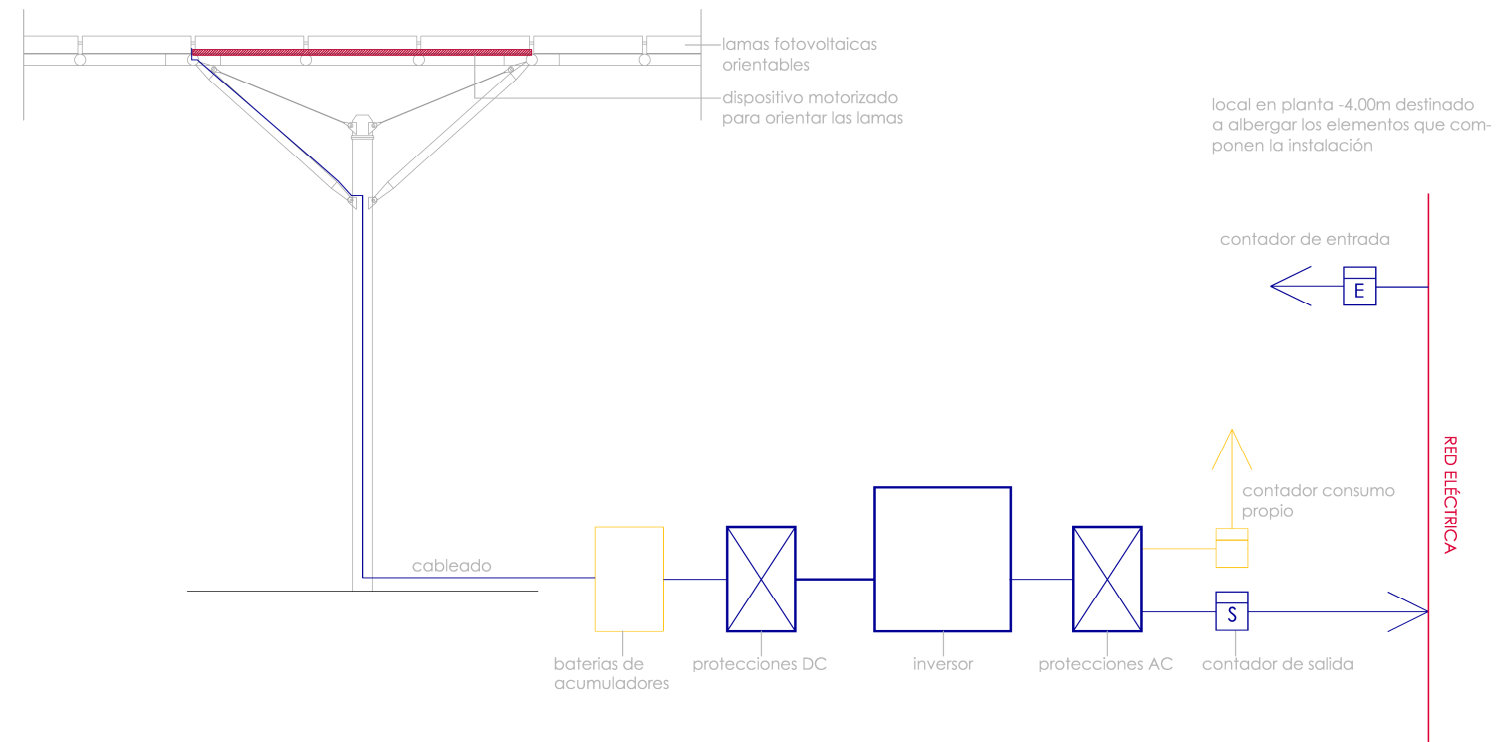 lamas fotovoltaicas
orientables
dispositivo motorizado
para orientar las lamas
local en planta -4.00m destinado
a albergar los elementos que com-
ponen la instalación
contador de entrada
E
RED ELÉCTRICA
contador consumo
propio
cableado
S
baterias de
acumuladores
protecciones DC
inversor
protecciones AC
contador de salida